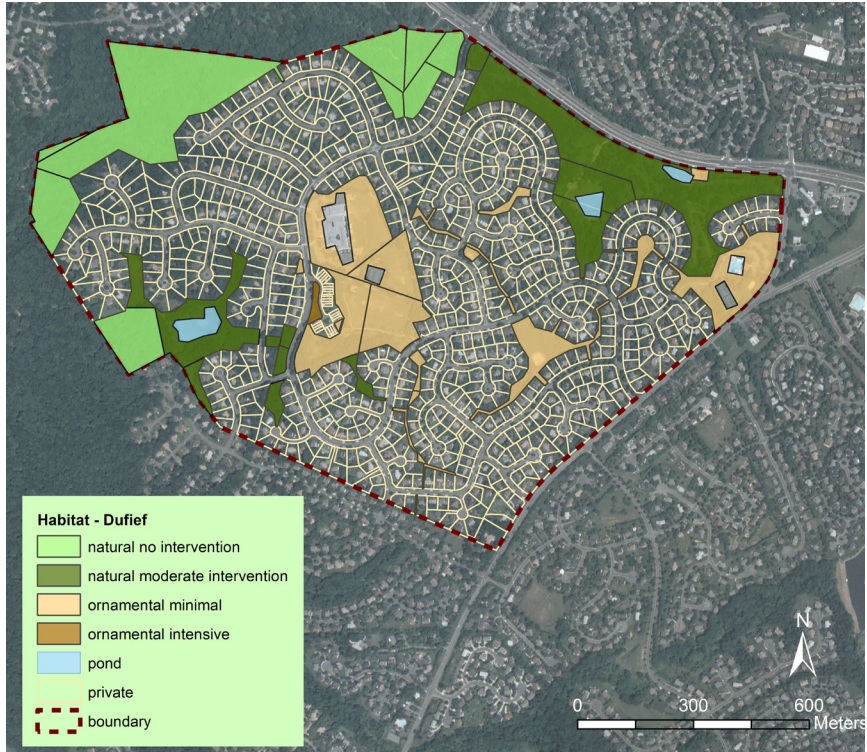 Habitat - Dufief
natural no intervention
natural moderate intervention
ornamental minimal
ornamental intensive
pond
private
boundary
N
0 300 600
Meters